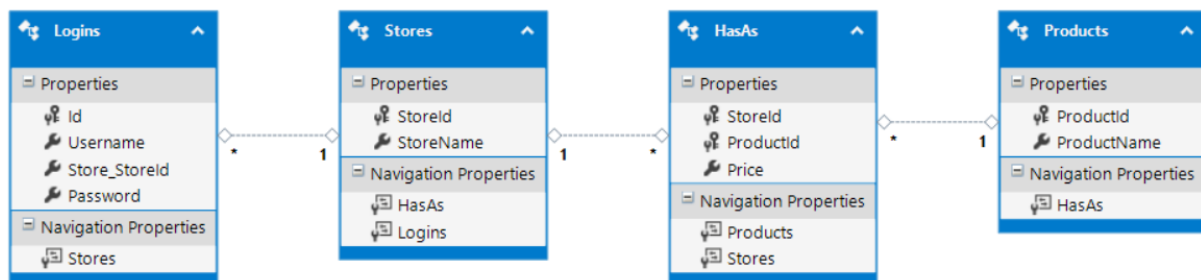 Logins
Properties
Id
Username
Store_StoreId
Password
Navigation Properties
Stores
* 1
Stores
Properties
StoreId
StoreName
Navigation Properties
HasAs
Logins
1 *
HasAs
Properties
StoreId
ProductId
Price
Navigation Properties
Products
Stores
* 1
Products
Properties
ProductId
ProductName
Navigation Properties
HasAs